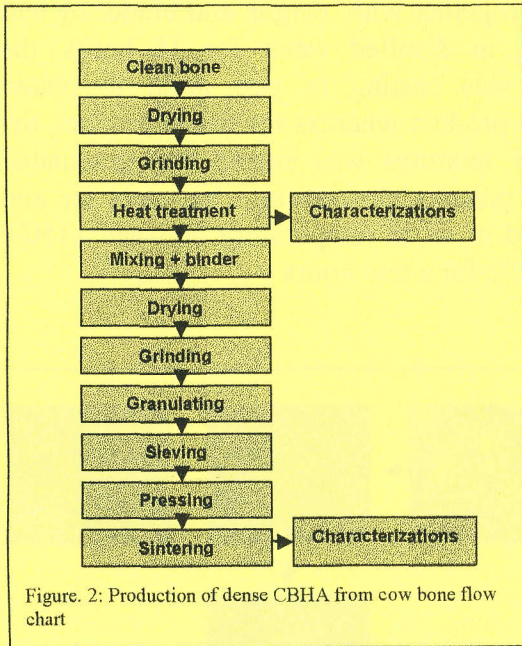 Clean bone
Drying
Grinding
Heat treatment
Characterizations
Mixing + binder
Drying
Grinding
Granulating
Sieving
Pressing
Sintering
Characterizations
Figure. 2: Production of dense CBHA from cow bone flow
chart